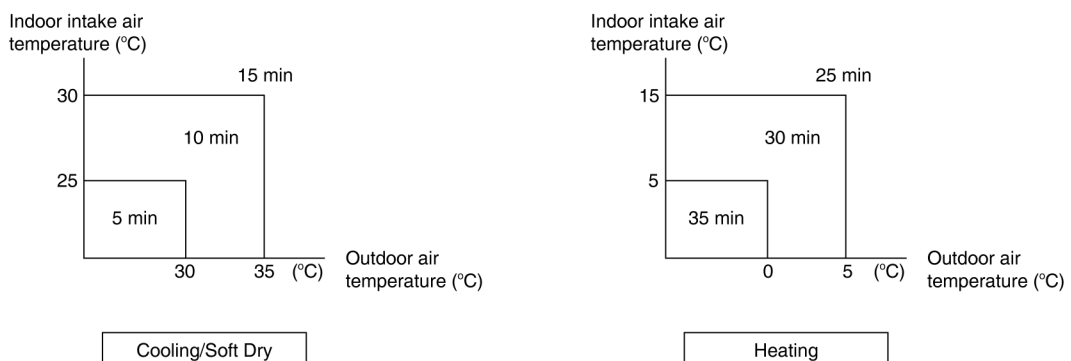 Indoor intake air
temperature (°C)
15 min
30
10 min
25
5 min
30 35 (°C)
Outdoor air
temperature (°C)
Cooling/Soft Dry
Indoor intake air
temperature (°C)
25 min
15
30 min
5
35 min
0 5 (°C)
Outdoor air
temperature (°C)
Heating